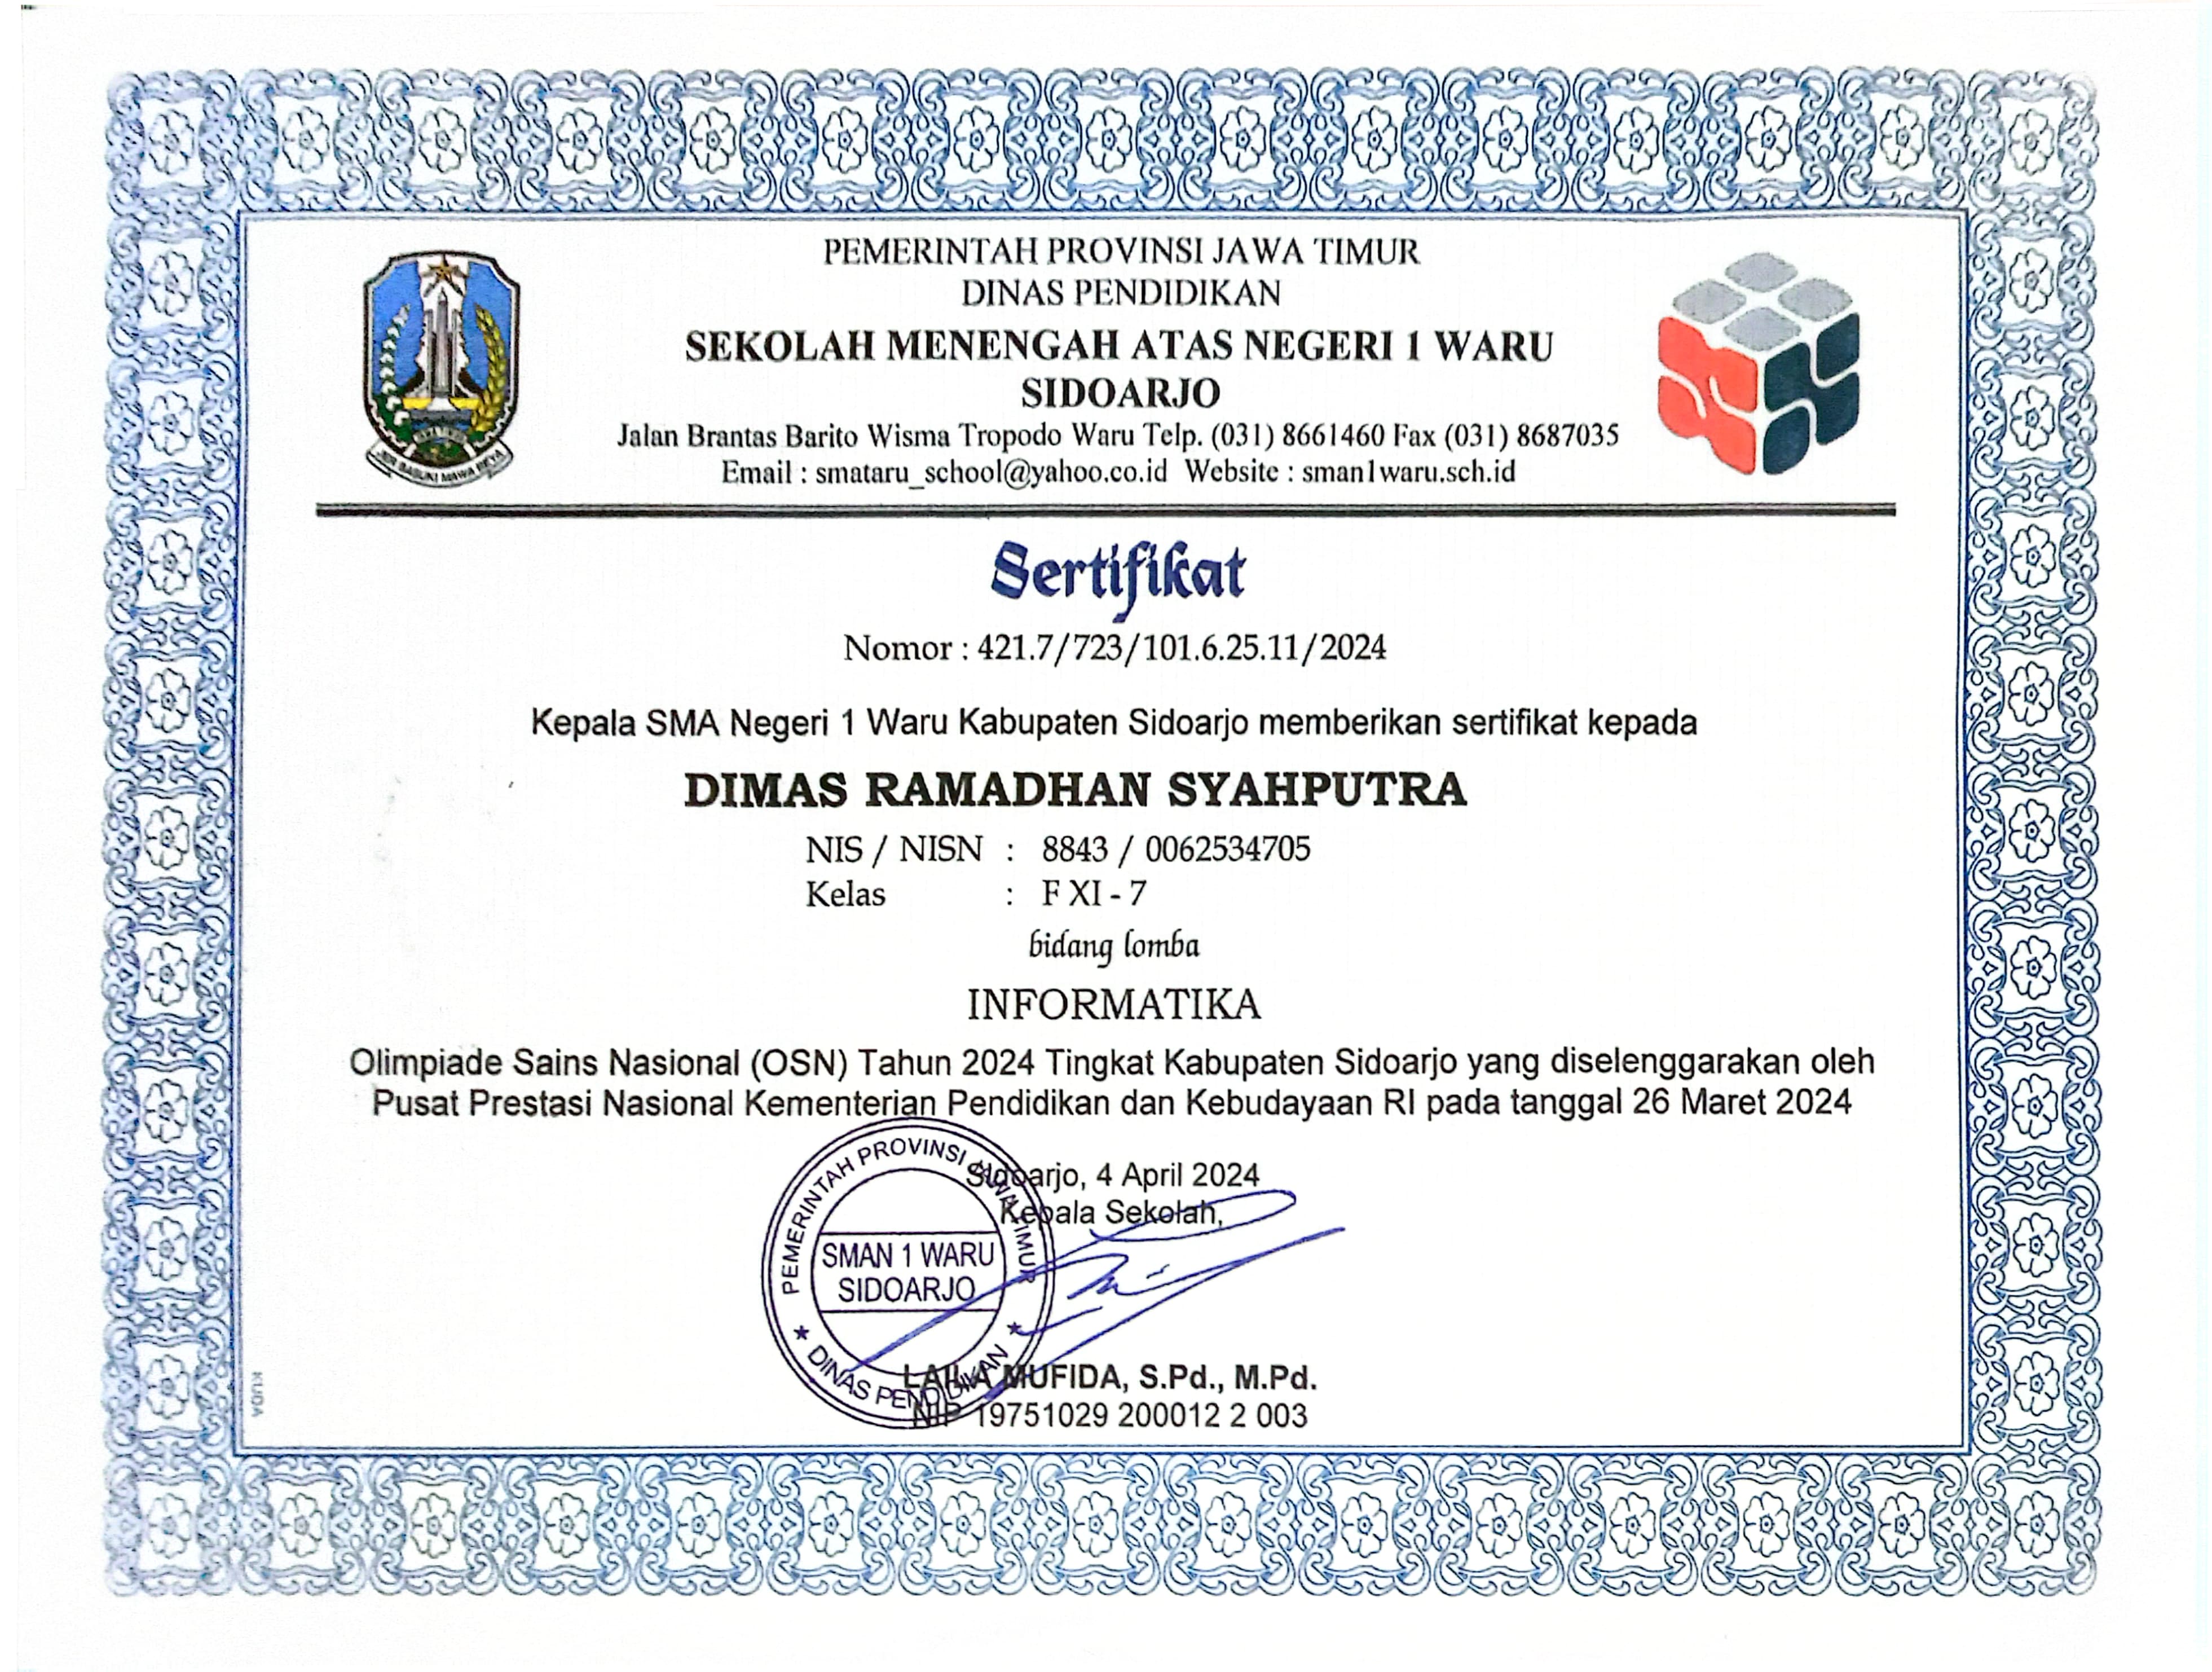 PEMERINTAH PROVINSI JAWA TIMUR
DINAS PENDIDIKAN
SEKOLAH MENENGAH ATAS NEGERI 1 WARU
SIDOARJO
Jalan Brantas Barito Wisma Tropodo Waru Telp. (031) 8661460 Fax (031) 8687035
Email : smataru_school@yahoo.co.id Website : sman1waru.sch.id
JER BASUKI MAWA BEYA
Sertifikat
Nomor : 421.7/723/101.6.25.11/2024
Kepala SMA Negeri 1 Waru Kabupaten Sidoarjo memberikan sertifikat kepada
DIMAS RAMADHAN SYAHPUTRA
NIS / NISN : 8843 / 0062534705
Kelas : F XI - 7
bidang lomba
INFORMATIKA
Olimpiade Sains Nasional (OSN) Tahun 2024 Tingkat Kabupaten Sidoarjo yang diselenggarakan oleh
Pusat Prestasi Nasional Kementerian Pendidikan dan Kebudayaan RI pada tanggal 26 Maret 2024
Sidoarjo, 4 April 2024
Kepala Sekolah,
PEMERINTAH PROVINSI JAWA TIMUR
SMAN 1 WARU
SIDOARJO
DINAS PENDIDIKAN
LAILA MUFIDA, S.Pd., M.Pd.
NIP 19751029 200012 2 003
KUDA